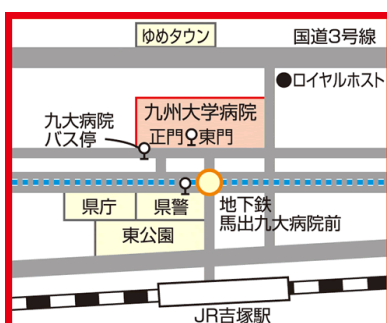 ゆめタウン
国道3号線
ロイヤルホスト
九州大学病院
正門
東門
九大病院
バス停
県庁
県警
地下鉄
馬出九大病院前
東公園
JR吉塚駅